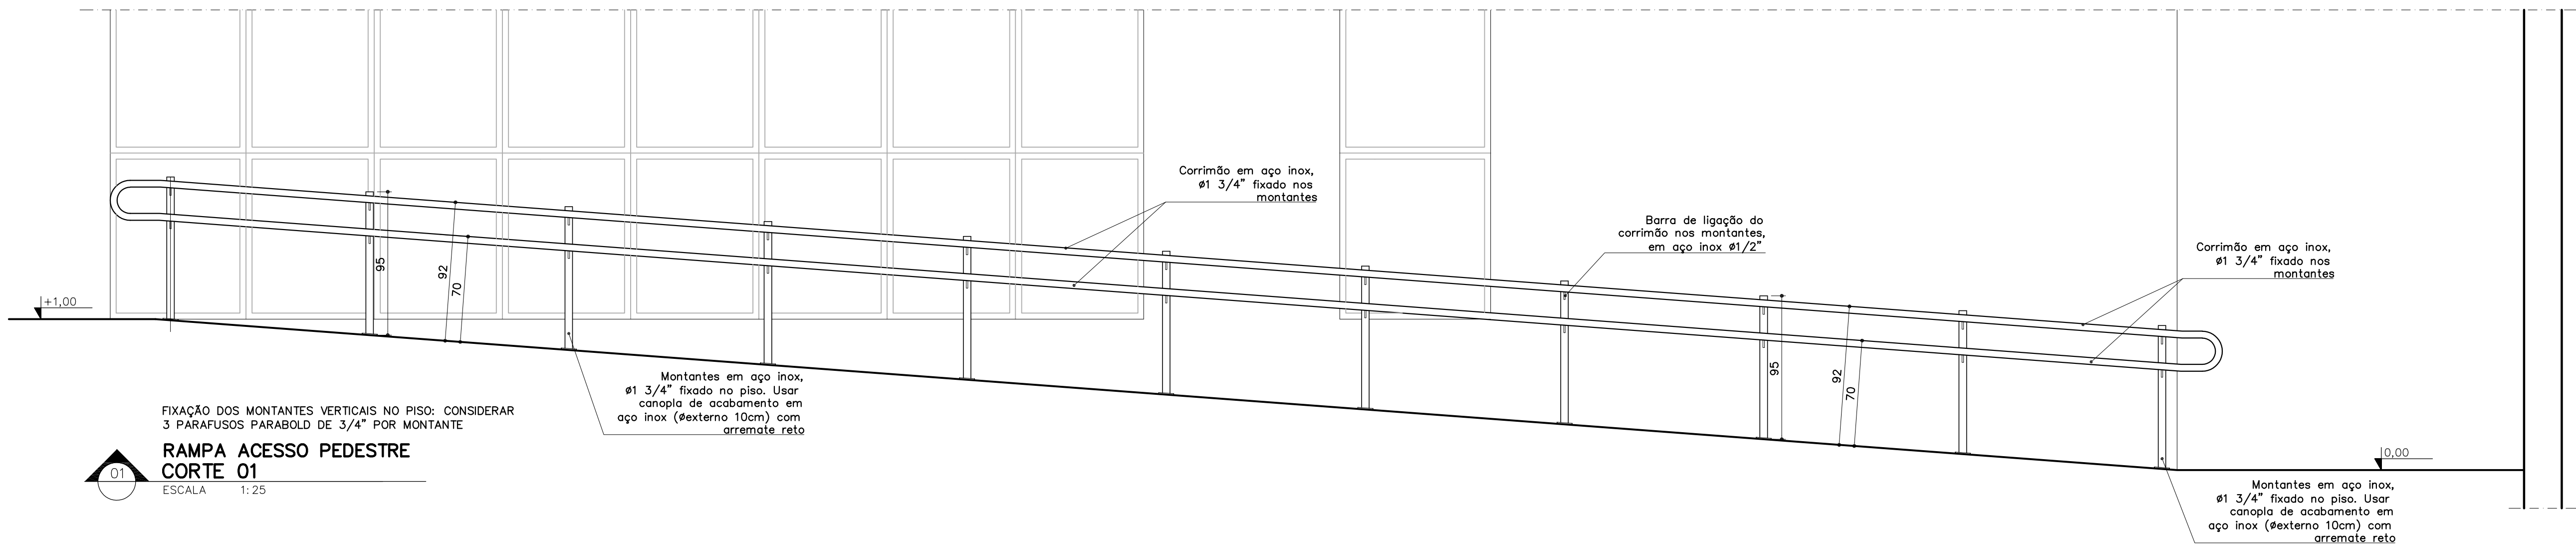 Corrimão em aço inox,
ø1 3/4" fixado nos
montantes
Barra de ligação do
corrimão nos montantes,
em aço inox ø1/2"
Corrimão em aço inox,
ø1 3/4" fixado nos
montantes
+1,00
95
92
70
95
92
70
Montantes em aço inox,
ø1 3/4" fixado no piso. Usar
canopla de acabamento em
aço inox (øexterno 10cm) com
arremate reto
FIXAÇÃO DOS MONTANTES VERTICAIS NO PISO: CONSIDERAR
3 PARAFUSOS PARABOLD DE 3/4" POR MONTANTE
01
RAMPA ACESSO PEDESTRE
CORTE 01
ESCALA 1:25
0,00
Montantes em aço inox,
ø1 3/4" fixado no piso. Usar
canopla de acabamento em
aço inox (øexterno 10cm) com
arremate reto